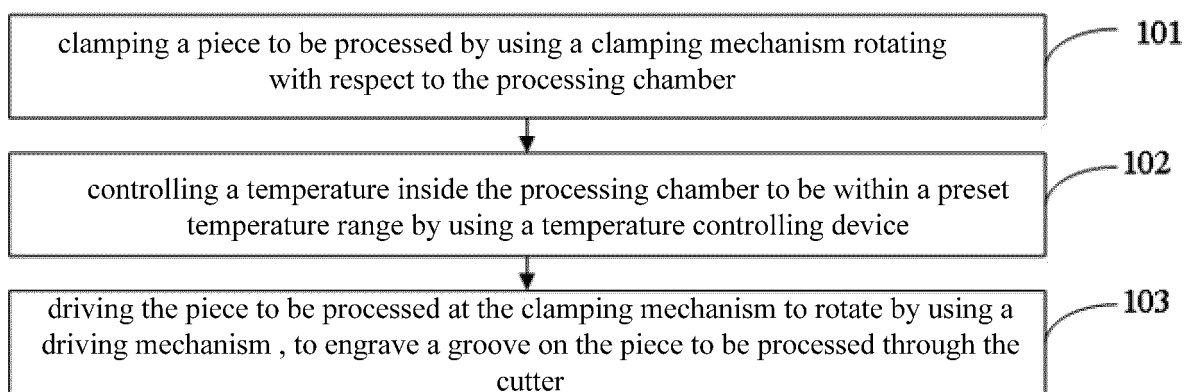 clamping a piece to be processed by using a clamping mechanism rotating
with respect to the processing chamber
101
controlling a temperature inside the processing chamber to be within a preset
temperature range by using a temperature controlling device
102
driving the piece to be processed at the clamping mechanism to rotate by using a
driving mechanism , to engrave a groove on the piece to be processed through the
cutter
103